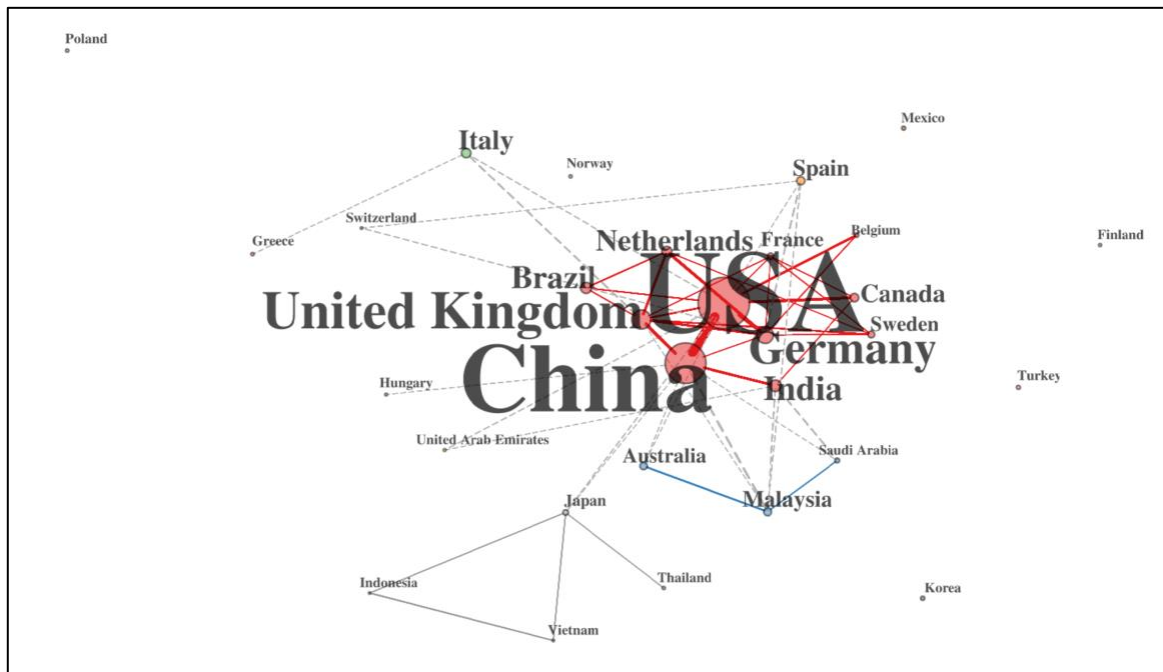 Poland
Mexico
Italy
Norway
Spain
Switzerland
Greece
Netherlands
France
Belgium
Finland
Brazil
USA
Canada
United Kingdom
Sweden
Germany
China
Hungary
India
Turkey
United Arab Emirates
Australia
Saudi Arabia
Japan
Malaysia
Indonesia
Thailand
Korea
Vietnam